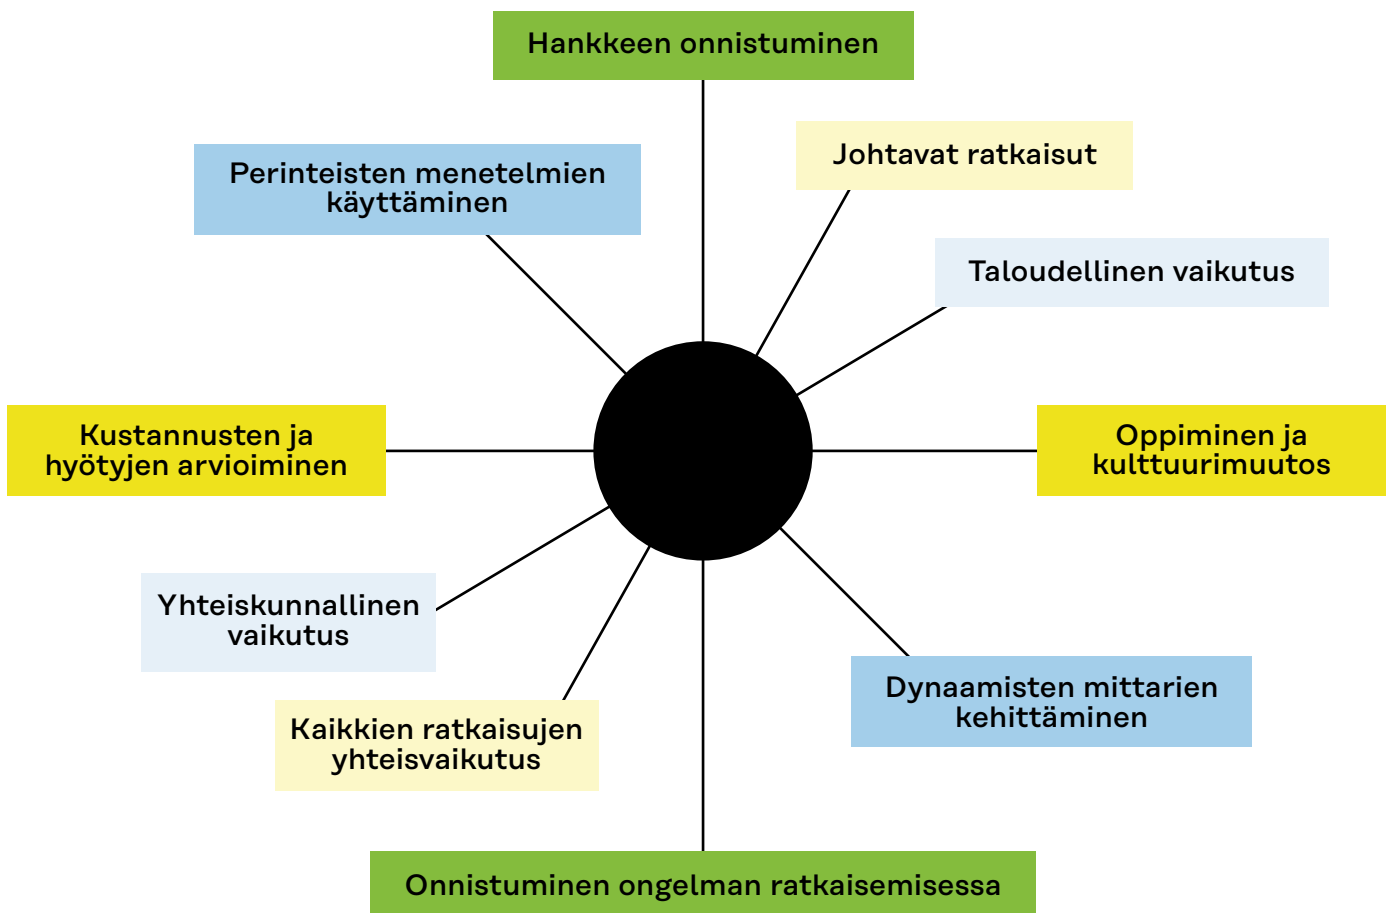 Hankkeen onnistuminen
Johtavat ratkaisut
Perinteisten menetelmien
käyttäminen
Taloudellinen vaikutus
Kustannusten ja
hyötyjen arvioiminen
Oppiminen ja
kulttuurimuutos
Yhteiskunnallinen
vaikutus
Dynaamisten mittarien
kehittäminen
Kaikkien ratkaisujen
yhteisvaikutus
Onnistuminen ongelman ratkaisemisessa